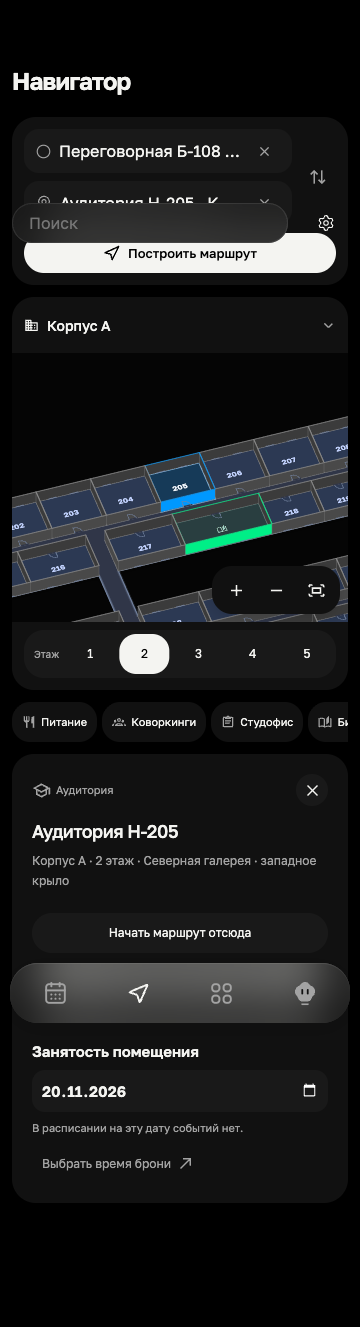 Навигатор
Переговорная Б-108 ...
Аудитория Н-205
Поиск
Построить маршрут
Корпус А
202
203
204
205
206
207
216
217
218
Этаж 1 2 3 4 5
Питание Коворкинги Студофис
Аудитория
Аудитория Н-205
Корпус А · 2 этаж · Северная галерея · западное
крыло
Начать маршрут отсюда
Занятость помещения
20.11.2026
В расписании на эту дату событий нет.
Выбрать время брони